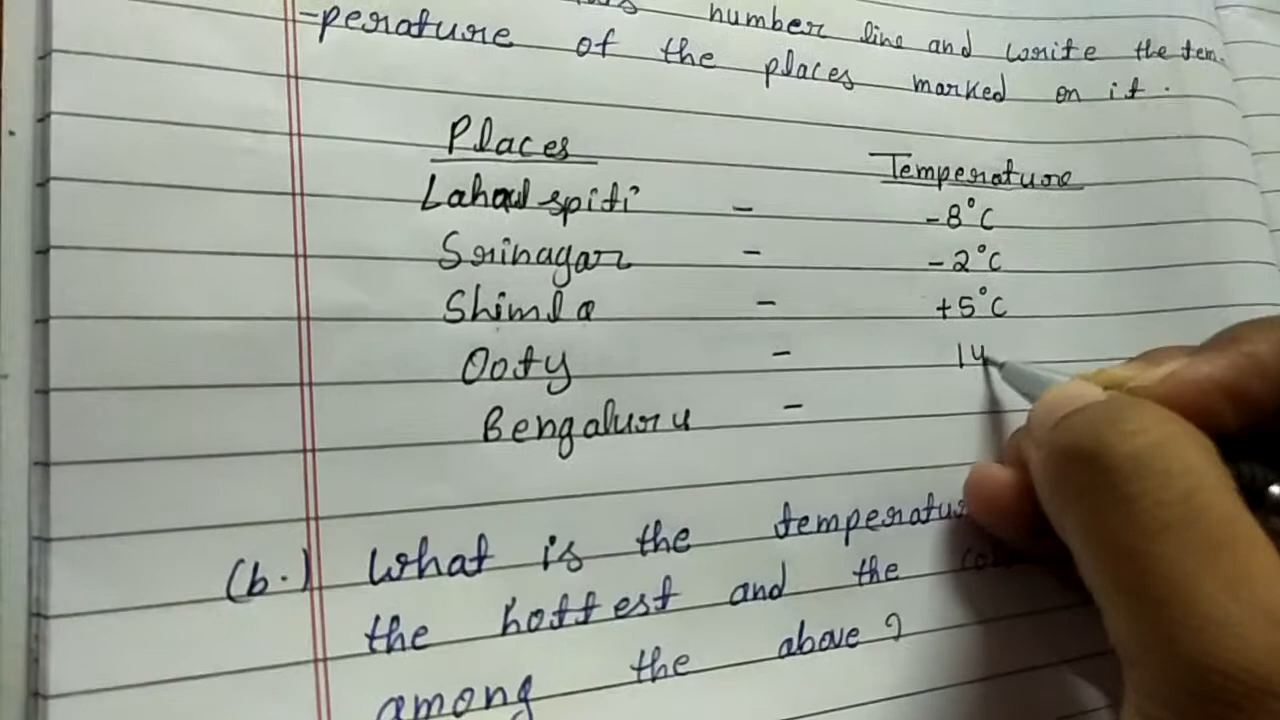 number line and write the tem.
-perature of the places marked on it.
Places Temperature
Lahaul spiti - -8°C
Srinagar - -2°C
Shimla - +5°C
Ooty - 14
Bengaluru -
(b.) What is the
the hottest and the
among the above ?